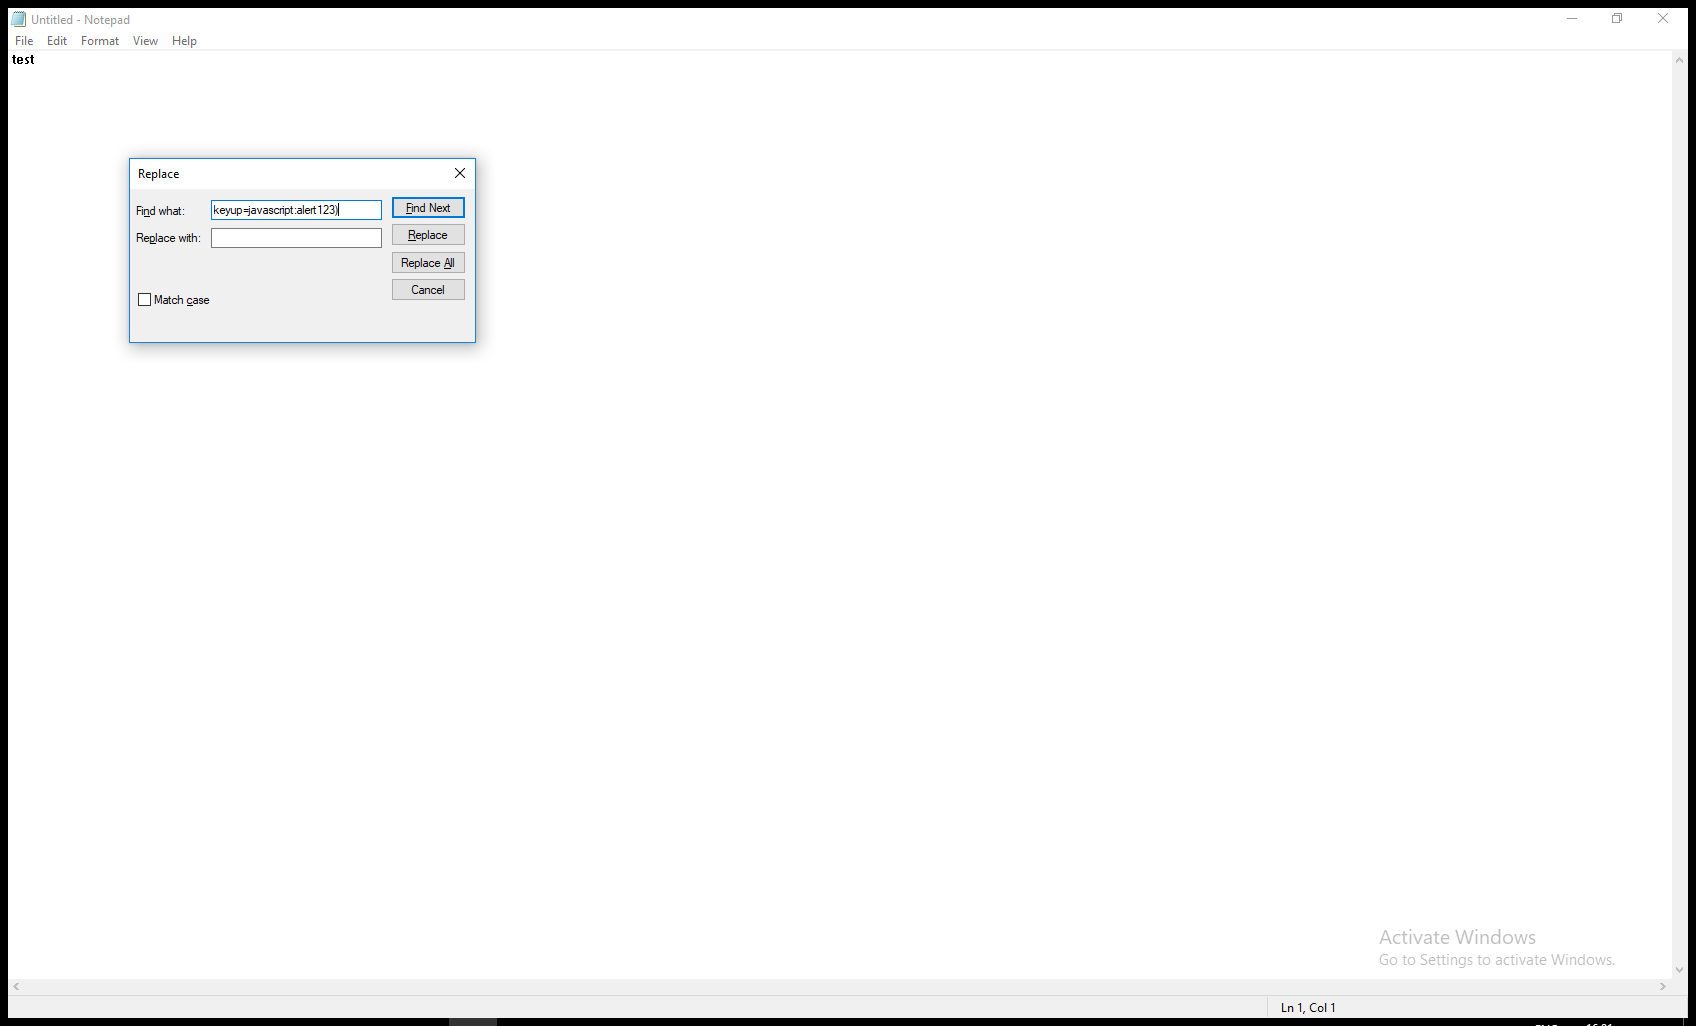 Untitled - Notepad
File Edit Format View Help
test
Replace
Find what: keyup=javascript:alert123) Find Next
Replace with: Replace
Replace All
Cancel
Match case
Activate Windows
Go to Settings to activate Windows.
Ln 1, Col 1